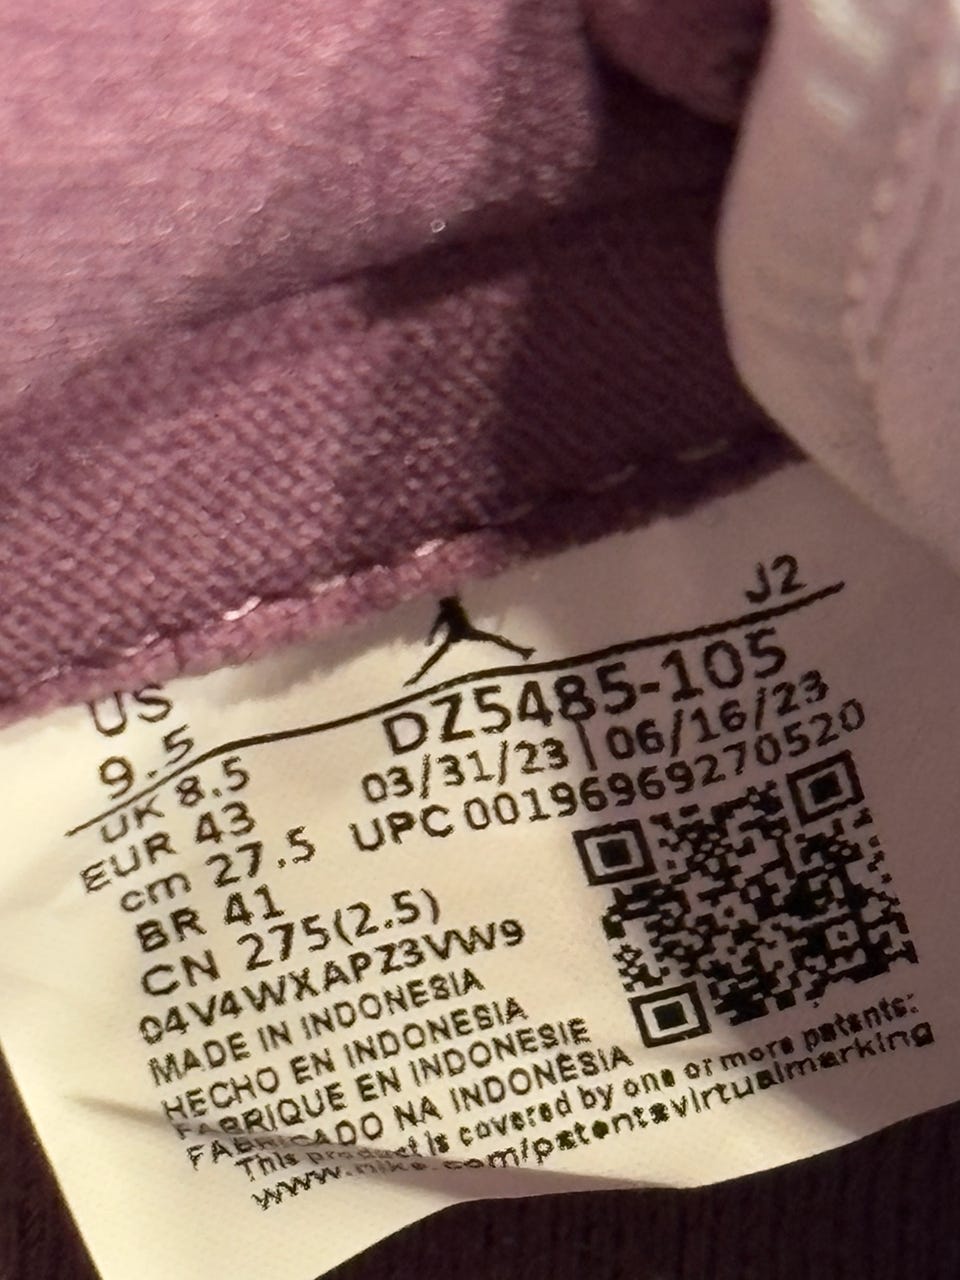 J2
US
9.5
DZ5485-105
UK 8.5
03/31/23 | 06/16/23
EUR 43
UPC 00196969270520
cm 27.5
BR 41
CN 275(2.5)
04V4WXAPZ3VW9
MADE IN INDONESIA
HECHO EN INDONESIA
FABRIQUE EN INDONESIE
FABRICADO NA INDONÉSIA
This product is covered by one or more patents:
www.nike.com/patentsvirtualmarking